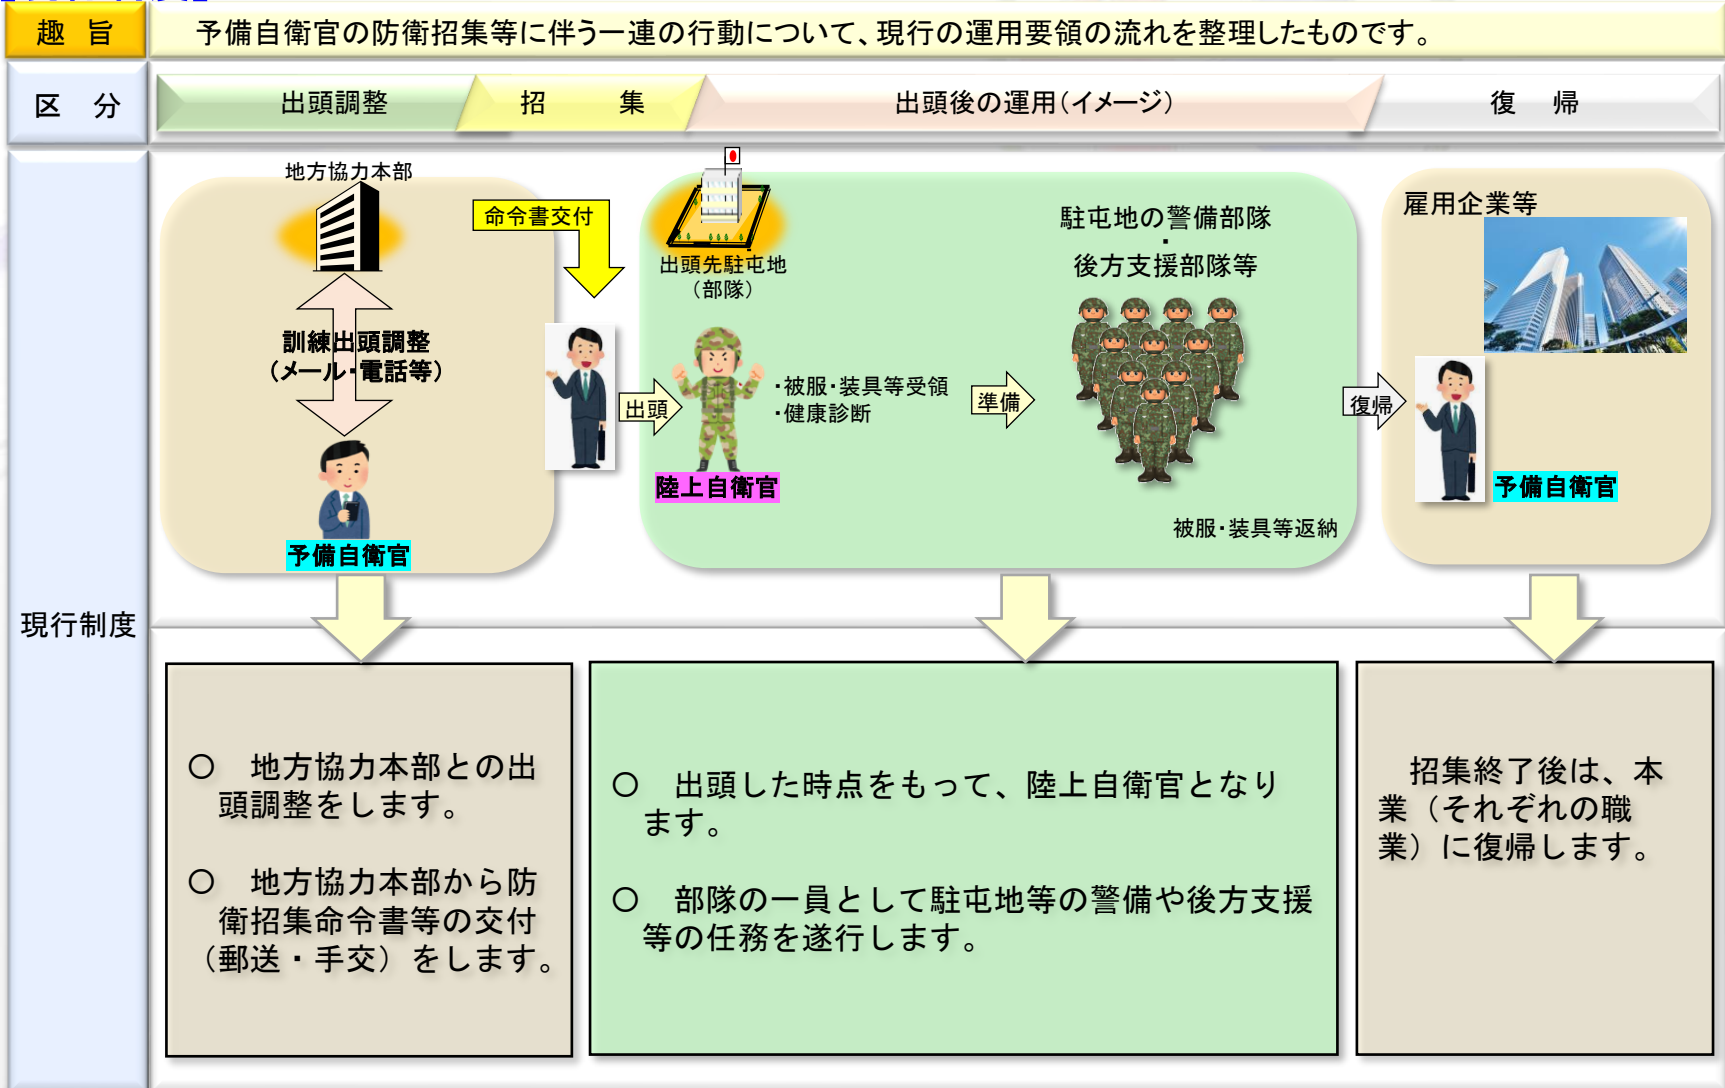 趣 旨
予備自衛官の防衛招集等に伴う一連の行動について、現行の運用要領の流れを整理したものです。
区 分
出頭調整
招 集
出頭後の運用(イメージ)
復 帰
現行制度
地方協力本部
訓練出頭調整
(メール・電話等)
予備自衛官
命令書交付
出頭
出頭先駐屯地
(部隊)
陸上自衛官
・被服・装具等受領
・健康診断
準備
駐屯地の警備部隊
・
後方支援部隊等
被服・装具等返納
復帰
雇用企業等
予備自衛官
○ 地方協力本部との出
頭調整をします。
○ 地方協力本部から防
衛招集命令書等の交付
(郵送・手交)をします。
○ 出頭した時点をもって、陸上自衛官となり
ます。
○ 部隊の一員として駐屯地等の警備や後方支援
等の任務を遂行します。
招集終了後は、本
業(それぞれの職
業)に復帰します。